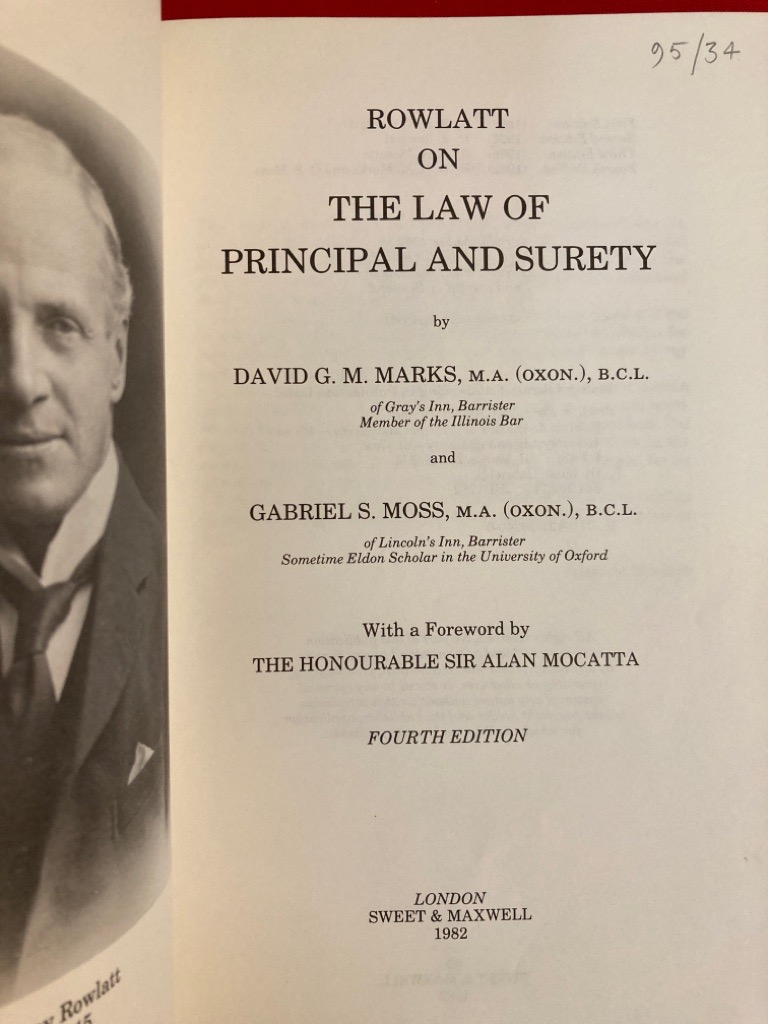 95/34
ROWLATT
ON
THE LAW OF
PRINCIPAL AND SURETY
by
DAVID G. M. MARKS, M.A. (OXON.), B.C.L.
of Gray's Inn, Barrister
Member of the Illinois Bar
and
GABRIEL S. MOSS, M.A. (OXON.), B.C.L.
of Lincoln's Inn, Barrister
Sometime Eldon Scholar in the University of Oxford
With a Foreword by
THE HONOURABLE SIR ALAN MOCATTA
FOURTH EDITION
LONDON
SWEET & MAXWELL
1982
Rowlatt